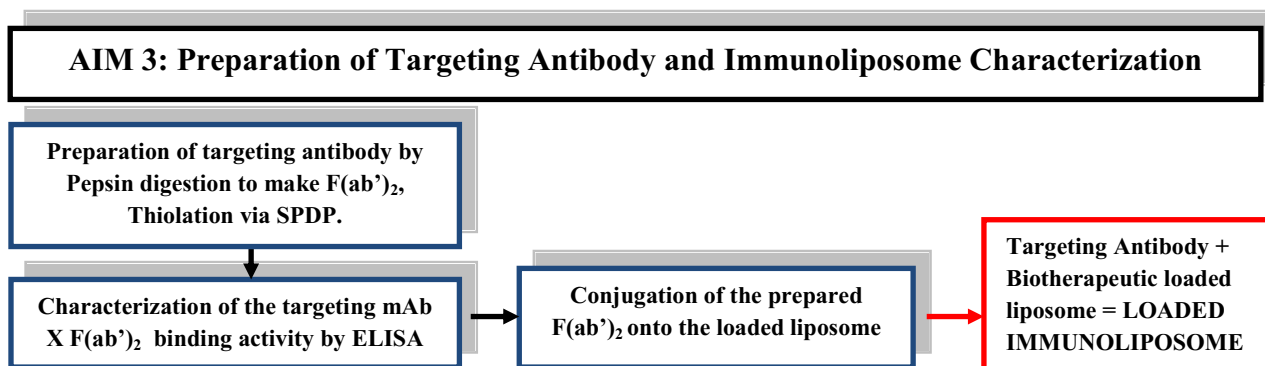 AIM 3: Preparation of Targeting Antibody and Immunoliposome Characterization
Preparation of targeting antibody by
Pepsin digestion to make F(ab’)₂,
Thiolation via SPDP.
Characterization of the targeting mAb
X F(ab’)₂ binding activity by ELISA
Conjugation of the prepared
F(ab’)₂ onto the loaded liposome
Targeting Antibody +
Biotherapeutic loaded
liposome = LOADED
IMMUNOLIPOSOME